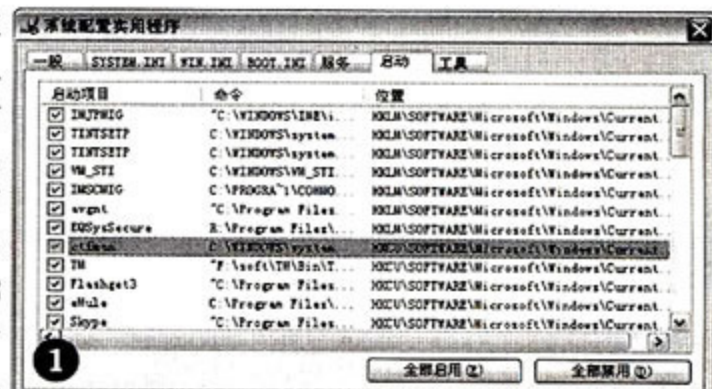 系统配置实用程序
一般 SYSTEM.INI WIN.INI BOOT.INI 服务 启动 工具
启动项目 命令 位置
IMJPMIG "C:\WINDOWS\IME\i... HKLM\SOFTWARE\Microsoft\Windows\Current...
TINTSETP C:\WINDOWS\system... HKLM\SOFTWARE\Microsoft\Windows\Current...
TINTSETP C:\WINDOWS\system... HKLM\SOFTWARE\Microsoft\Windows\Current...
VM_STI C:\WINDOWS\VM_STI... HKLM\SOFTWARE\Microsoft\Windows\Current...
IMSCMIG C:\PROGRA~1\COMMO... HKLM\SOFTWARE\Microsoft\Windows\Current...
avgnt "C:\Program Files... HKLM\SOFTWARE\Microsoft\Windows\Current...
EQSysSecure E:\Program Files\... HKLM\SOFTWARE\Microsoft\Windows\Current...
ctfmon C:\WINDOWS\system... HKCU\SOFTWARE\Microsoft\Windows\Current...
TM "F:\soft\TM\Bin\T... HKCU\SOFTWARE\Microsoft\Windows\Current...
Flashget3 "C:\Program Files... HKCU\SOFTWARE\Microsoft\Windows\Current...
eMule C:\Program Files\... HKCU\SOFTWARE\Microsoft\Windows\Current...
Skype "C:\Program Files... HKCU\SOFTWARE\Microsoft\Windows\Current...
1
全部启用(E) 全部禁用(D)